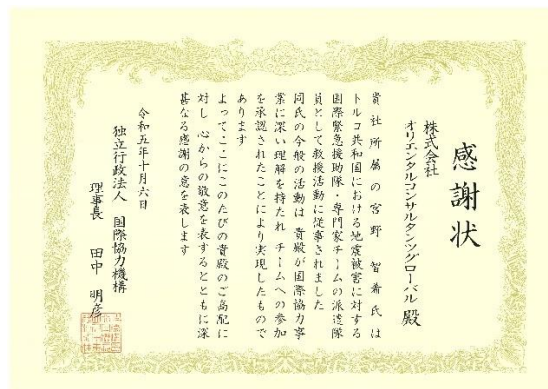 感謝状
株式会社
オリエンタルコンサルタンツグローバル 殿
貴社所属の宮野 智希氏は
トルコ共和国における地震被害に対する
国際緊急援助隊・専門家チームの派遣隊
員として救援活動に従事されました
同氏の今般の活動は 貴殿が国際協力事
業に深い理解を持たれ チームへの参加
を承認されたことにより実現したもので
あります
よってここにこのたびの貴殿のご高配に
対し 心からの敬意を表するとともに深
甚なる感謝の意を表します
令和五年十月六日
独立行政法人 国際協力機構
理事長 田中 明彦